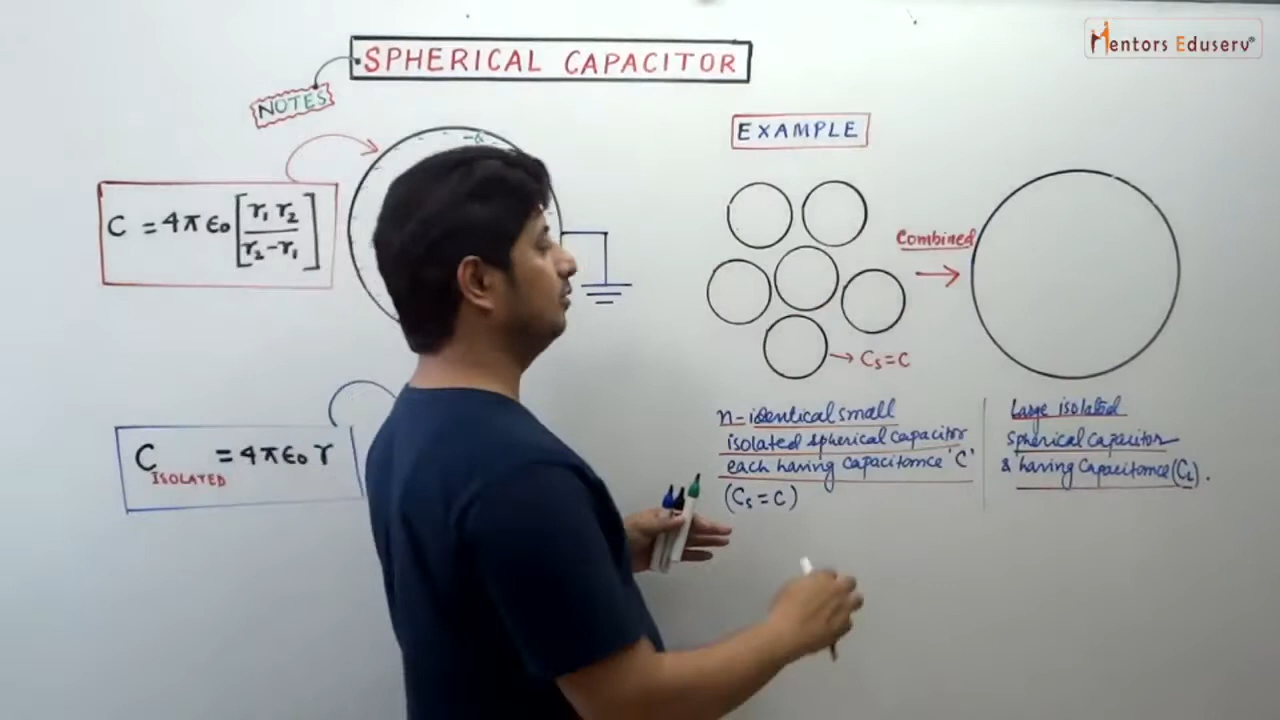 Mentors Eduserv®
SPHERICAL CAPACITOR
NOTES
C = 4π ϵ₀ [r₁ r₂ / r₂ - r₁]
C ISOLATED = 4π ϵ₀ r
EXAMPLE
Combined
Cₛ = C
n- identical small
isolated spherical capacitor
each having capacitance 'C'
(Cₛ = C)
Large isolated
Spherical capacitor
& having capacitance (C_L).